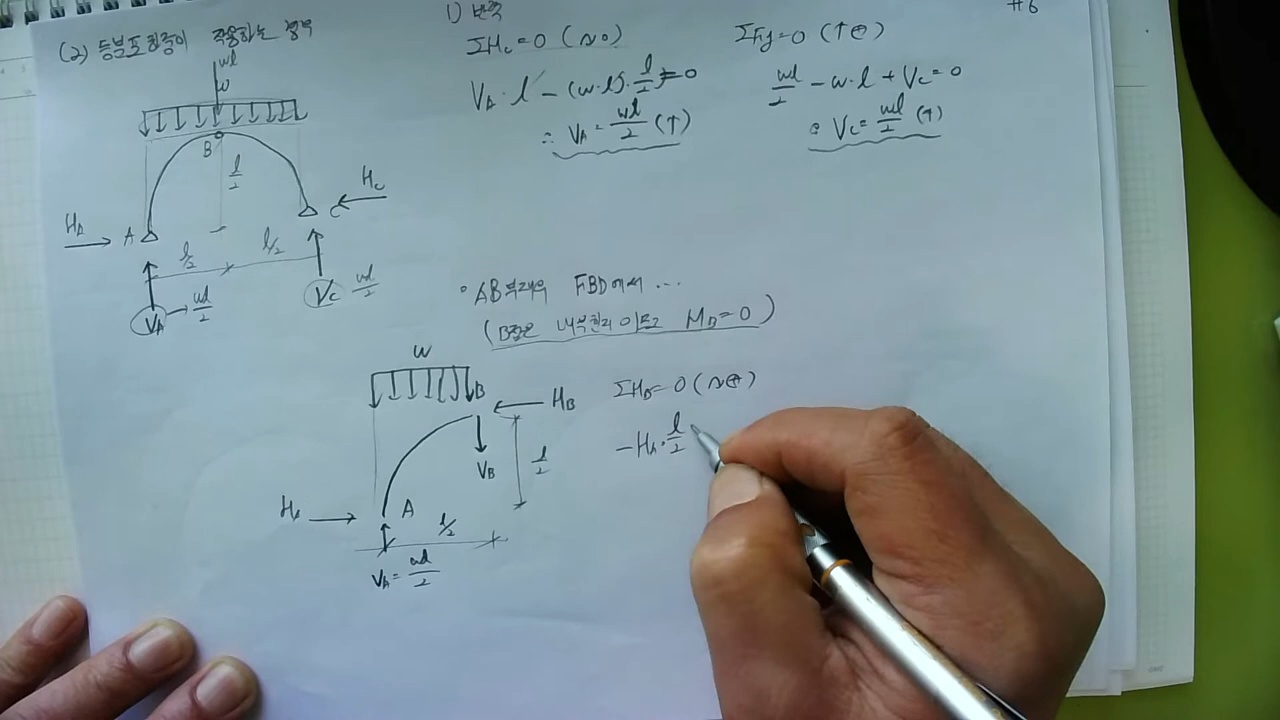 #6
(2) 등분포하중이 작용하는 경우
wl
w
B
l/2
H_C
C
H_A
A
l/2
l/2
V_A → wl/2
V_C wl/2
1) 반력
ΣM_C=0 (↷⊕)
V_A·l - (w·l)·l/2 = 0
∴ V_A = wl/2 (↑)
ΣFy=0 (↑⊕)
wl/2 - w·l + V_C = 0
∴ V_C = wl/2 (↑)
• AB부재의 FBD에서 ...
(B점은 내부힌지 이므로 M_B=0)
w
B
H_B
V_B
l/2
H_A
A
l/2
V_A = wl/2
ΣM_B=0 (↷⊕)
-H_A·l/2